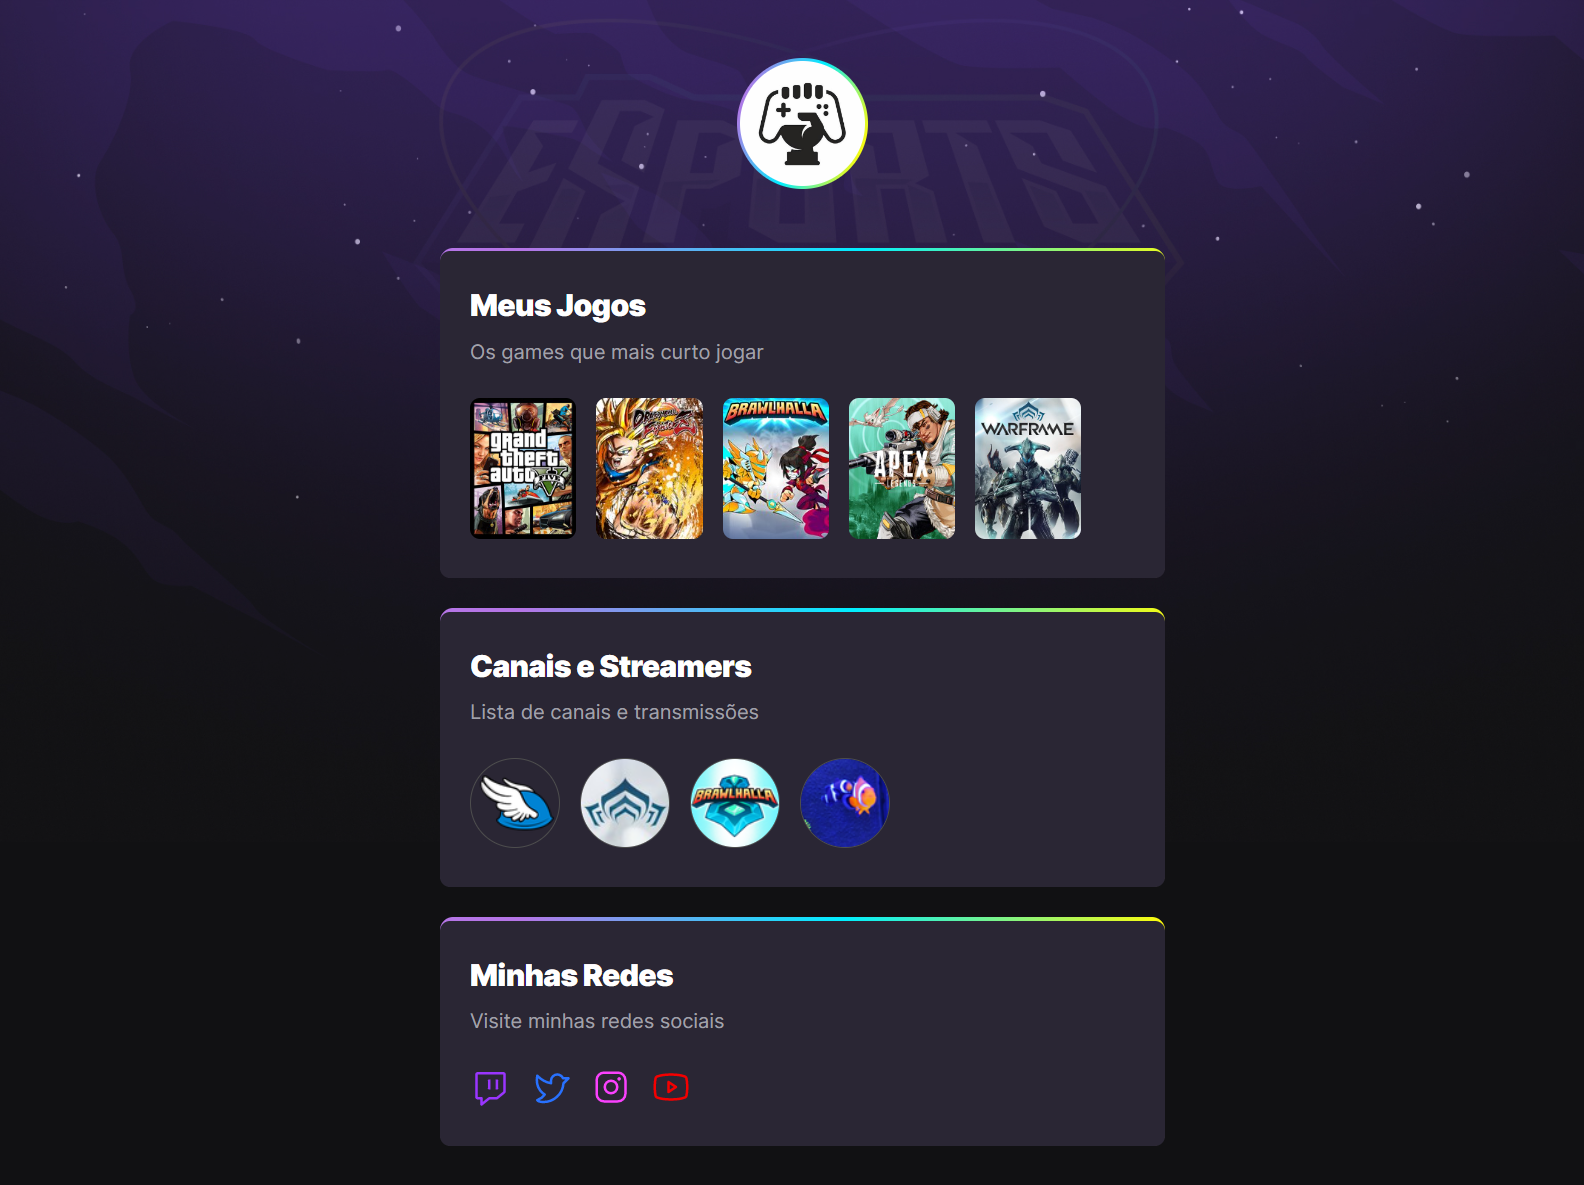 ESPORTS
Meus Jogos
Os games que mais curto jogar
grand
theft
auto
V
FIVE
DRAGONBALL
FighterZ
BRAWLHALLA
APEX
LEGENDS
WARFRAME
Canais e Streamers
Lista de canais e transmissões
BRAWLHALLA
Minhas Redes
Visite minhas redes sociais